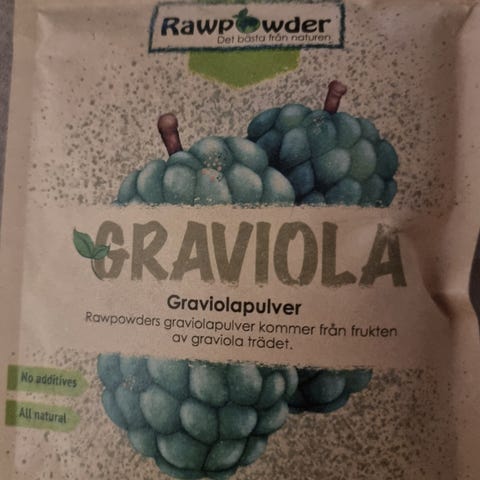 Rawpowder
Det bästa från naturen
GRAVIOLA
Graviolapulver
Rawpowders graviolapulver kommer från frukten
av graviola trädet.
No additives
All natural